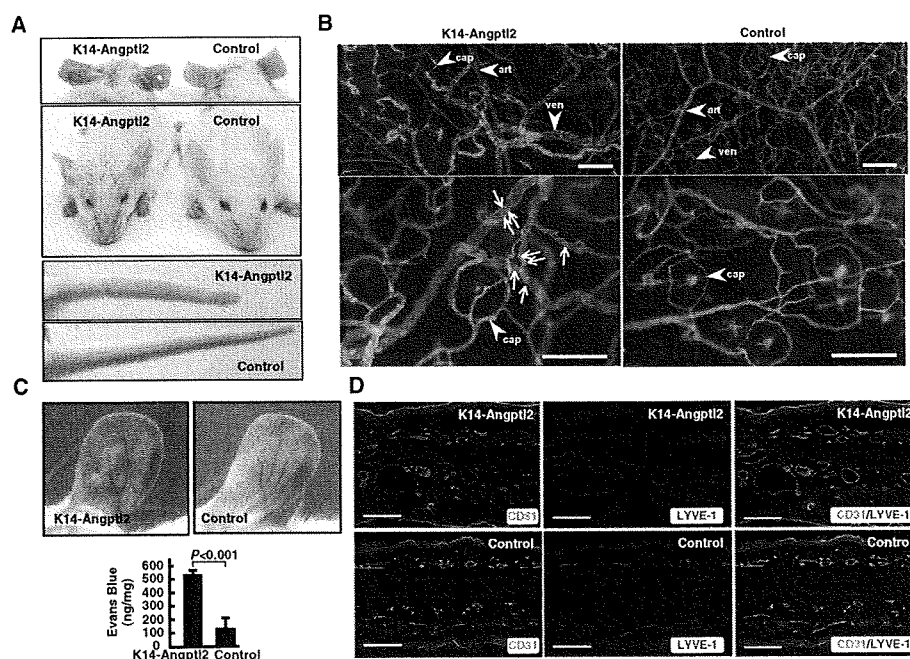 A
K14-Angptl2 Control
K14-Angptl2 Control
K14-Angptl2
Control
B
K14-Angptl2 Control
cap
art
ven
cap
art
ven
cap
cap
C
K14-Angptl2
Control
P<0.001
Evans Blue
(ng/mg)
600
500
400
300
200
100
0
K14-Angptl2 Control
D
K14-Angptl2 K14-Angptl2 K14-Angptl2
CD31 LYVE-1 CD31/LYVE-1
Control Control Control
CD31 LYVE-1 CD31/LYVE-1